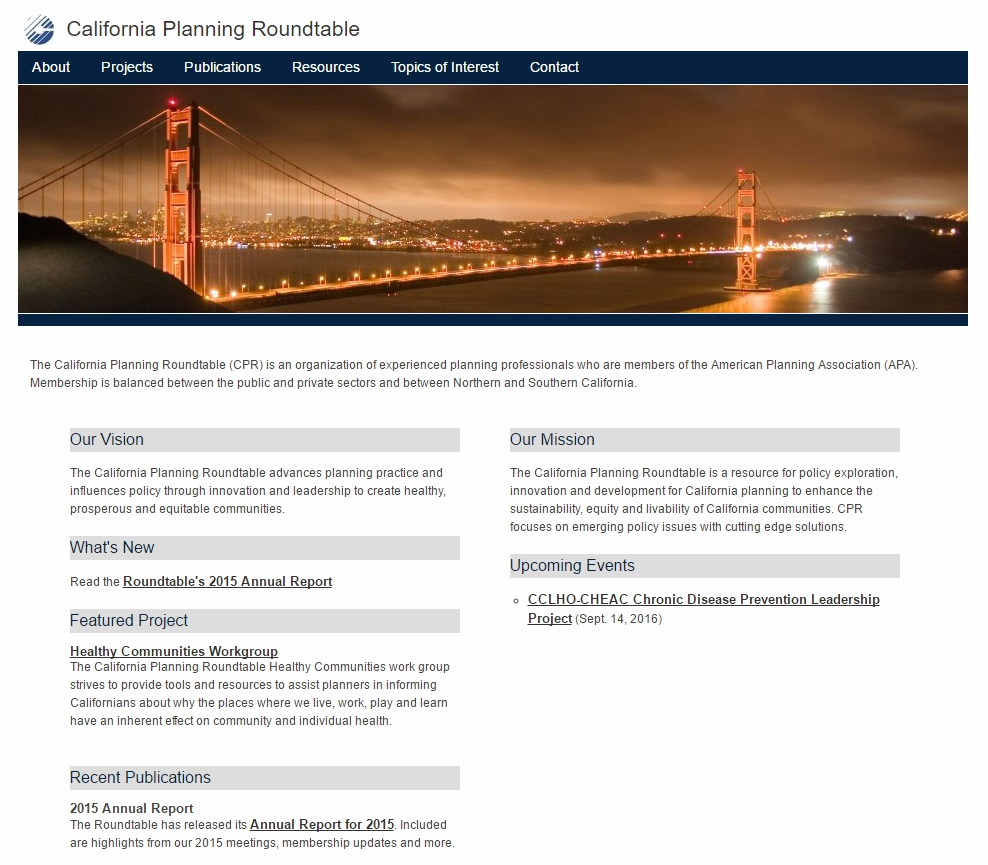 California Planning Roundtable
About Projects Publications Resources Topics of Interest Contact
The California Planning Roundtable (CPR) is an organization of experienced planning professionals who are members of the American Planning Association (APA).
Membership is balanced between the public and private sectors and between Northern and Southern California.
Our Vision
The California Planning Roundtable advances planning practice and
influences policy through innovation and leadership to create healthy,
prosperous and equitable communities.
What's New
Read the Roundtable's 2015 Annual Report
Featured Project
Healthy Communities Workgroup
The California Planning Roundtable Healthy Communities work group
strives to provide tools and resources to assist planners in informing
Californians about why the places where we live, work, play and learn
have an inherent effect on community and individual health.
Recent Publications
2015 Annual Report
The Roundtable has released its Annual Report for 2015. Included
are highlights from our 2015 meetings, membership updates and more.
Our Mission
The California Planning Roundtable is a resource for policy exploration,
innovation and development for California planning to enhance the
sustainability, equity and livability of California communities. CPR
focuses on emerging policy issues with cutting edge solutions.
Upcoming Events
CCLHO-CHEAC Chronic Disease Prevention Leadership
Project (Sept. 14, 2016)